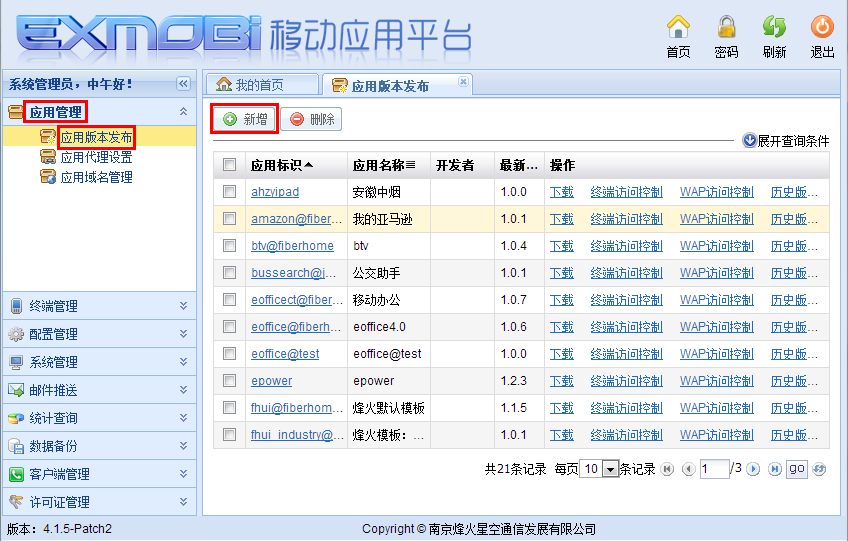 EXMOBI 移动应用平台
首页 密码 刷新 退出
系统管理员，中午好！
我的首页 应用版本发布
应用管理
应用版本发布
应用代理设置
应用域名管理
终端管理
配置管理
系统管理
邮件推送
统计查询
数据备份
客户端管理
许可证管理
新增 删除
展开查询条件
应用标识 应用名称 开发者 最新... 操作
ahzyipad 安徽中烟 1.0.0 下载 终端访问控制 WAP访问控制 历史版...
amazon@fiber... 我的亚马逊 1.0.1 下载 终端访问控制 WAP访问控制 历史版...
btv@fiberhome btv 1.0.4 下载 终端访问控制 WAP访问控制 历史版...
bussearch@j... 公交助手 1.0.1 下载 终端访问控制 WAP访问控制 历史版...
eofficect@fiber... 移动办公 1.0.7 下载 终端访问控制 WAP访问控制 历史版...
eoffice@fiberh... eoffice4.0 1.0.6 下载 终端访问控制 WAP访问控制 历史版...
eoffice@test eoffice@test 1.0.0 下载 终端访问控制 WAP访问控制 历史版...
epower epower 1.2.3 下载 终端访问控制 WAP访问控制 历史版...
fhui@fiberhom... 烽火默认模板 1.1.5 下载 终端访问控制 WAP访问控制 历史版...
fhui_industry@... 烽火模板：... 1.0.1 下载 终端访问控制 WAP访问控制 历史版...
共21条记录 每页 10 条记录 1 /3 go
版本：4.1.5-Patch2 Copyright © 南京烽火星空通信发展有限公司